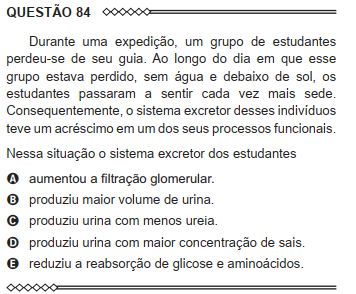 QUESTÃO 84
Durante uma expedição, um grupo de estudantes
perdeu-se de seu guia. Ao longo do dia em que esse
grupo estava perdido, sem água e debaixo de sol, os
estudantes passaram a sentir cada vez mais sede.
Consequentemente, o sistema excretor desses indivíduos
teve um acréscimo em um dos seus processos funcionais.
Nessa situação o sistema excretor dos estudantes
A aumentou a filtração glomerular.
B produziu maior volume de urina.
C produziu urina com menos ureia.
D produziu urina com maior concentração de sais.
E reduziu a reabsorção de glicose e aminoácidos.